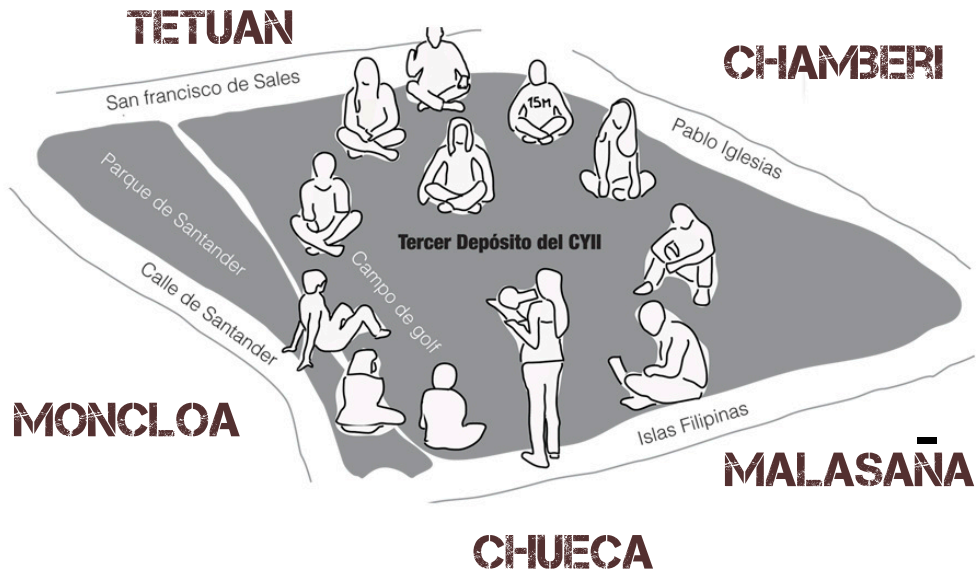 TETUAN
CHAMBERI
San francisco de Sales
15M
Pablo Iglesias
Parque de Santander
Tercer Depósito del CYII
Calle de Santander
Campo de golf
MONCLOA
Islas Filipinas
MALASAÑA
CHUECA